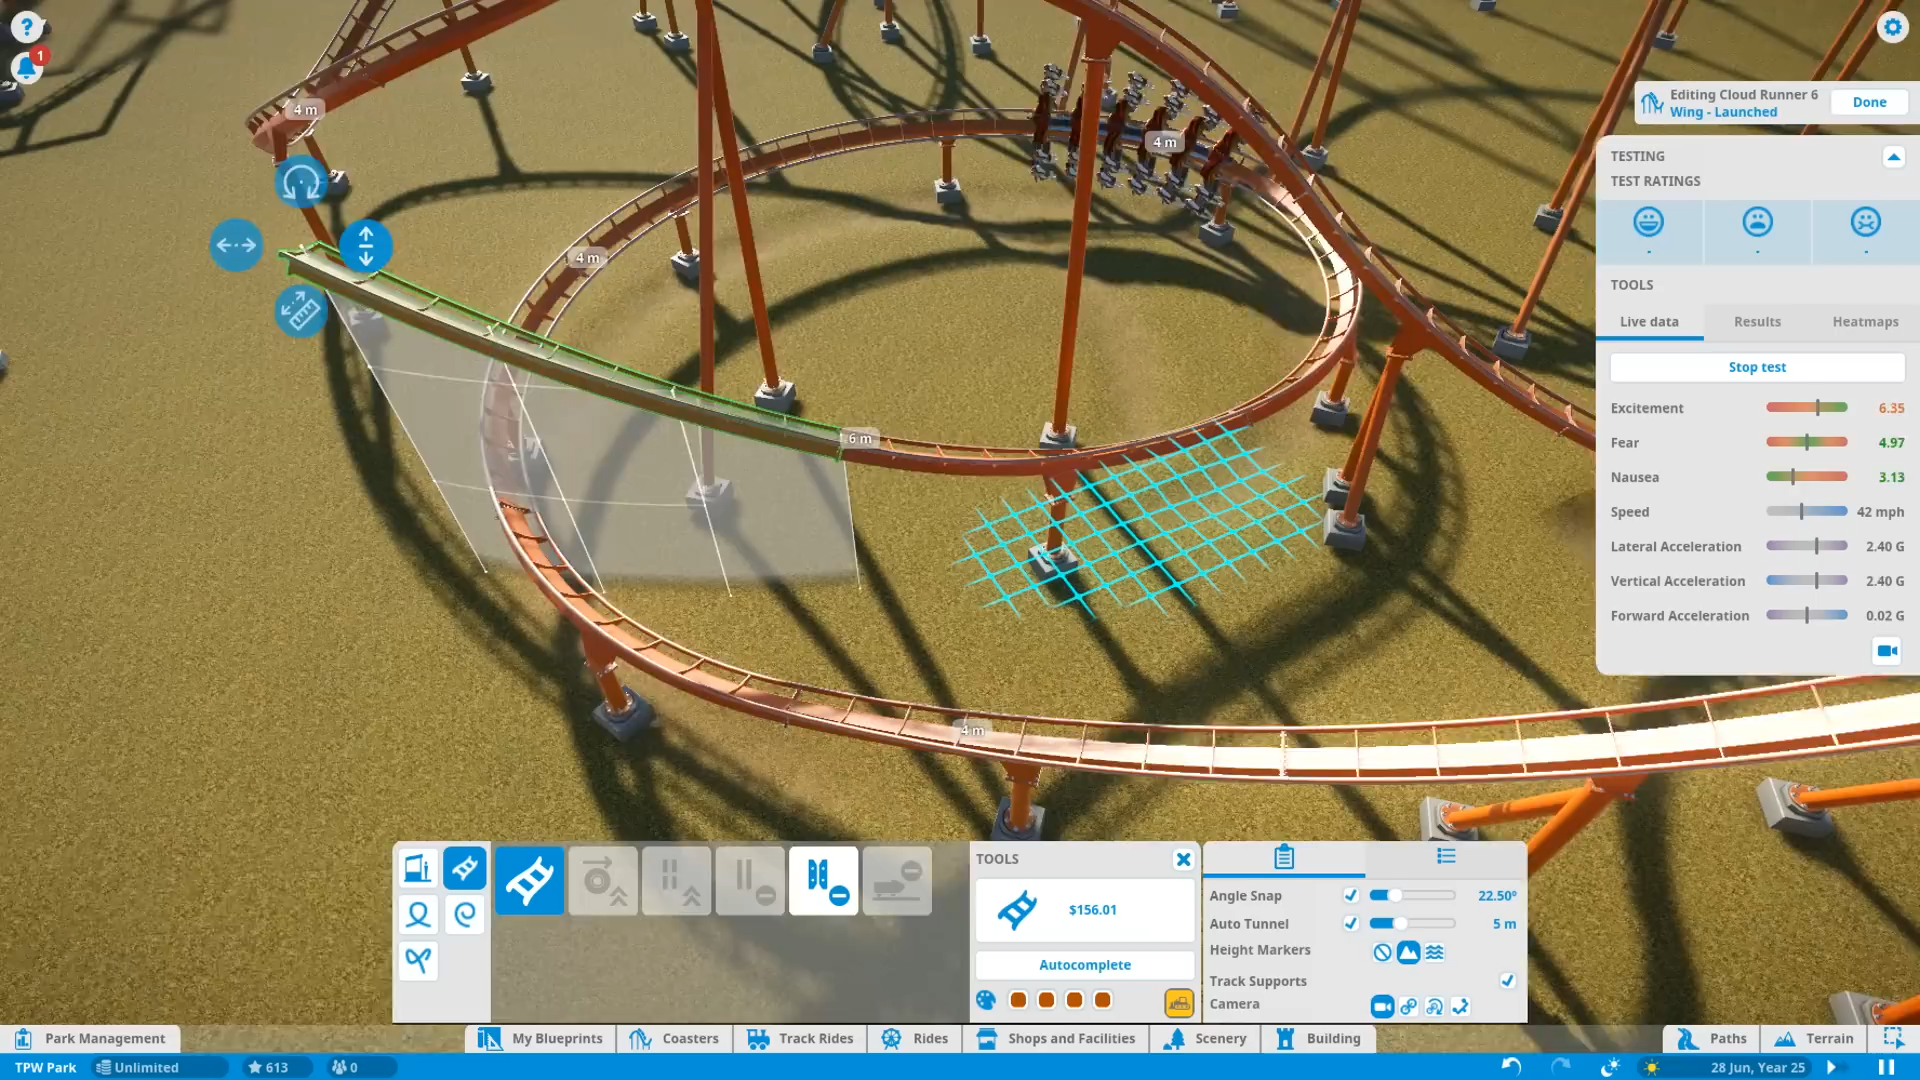 ?
1
4 m
4 m
4 m
6 m
4 m
Editing Cloud Runner 6
Wing - Launched
Done
TESTING
TEST RATINGS
- - -
TOOLS
Live data Results Heatmaps
Stop test
Excitement 6.35
Fear 4.97
Nausea 3.13
Speed 42 mph
Lateral Acceleration 2.40 G
Vertical Acceleration 2.40 G
Forward Acceleration 0.02 G
TOOLS
$156.01
Autocomplete
Angle Snap 22.50°
Auto Tunnel 5 m
Height Markers
Track Supports
Camera
Park Management My Blueprints Coasters Track Rides Rides Shops and Facilities Scenery Building Paths Terrain
TPW Park Unlimited 613 0 28 Jun, Year 25